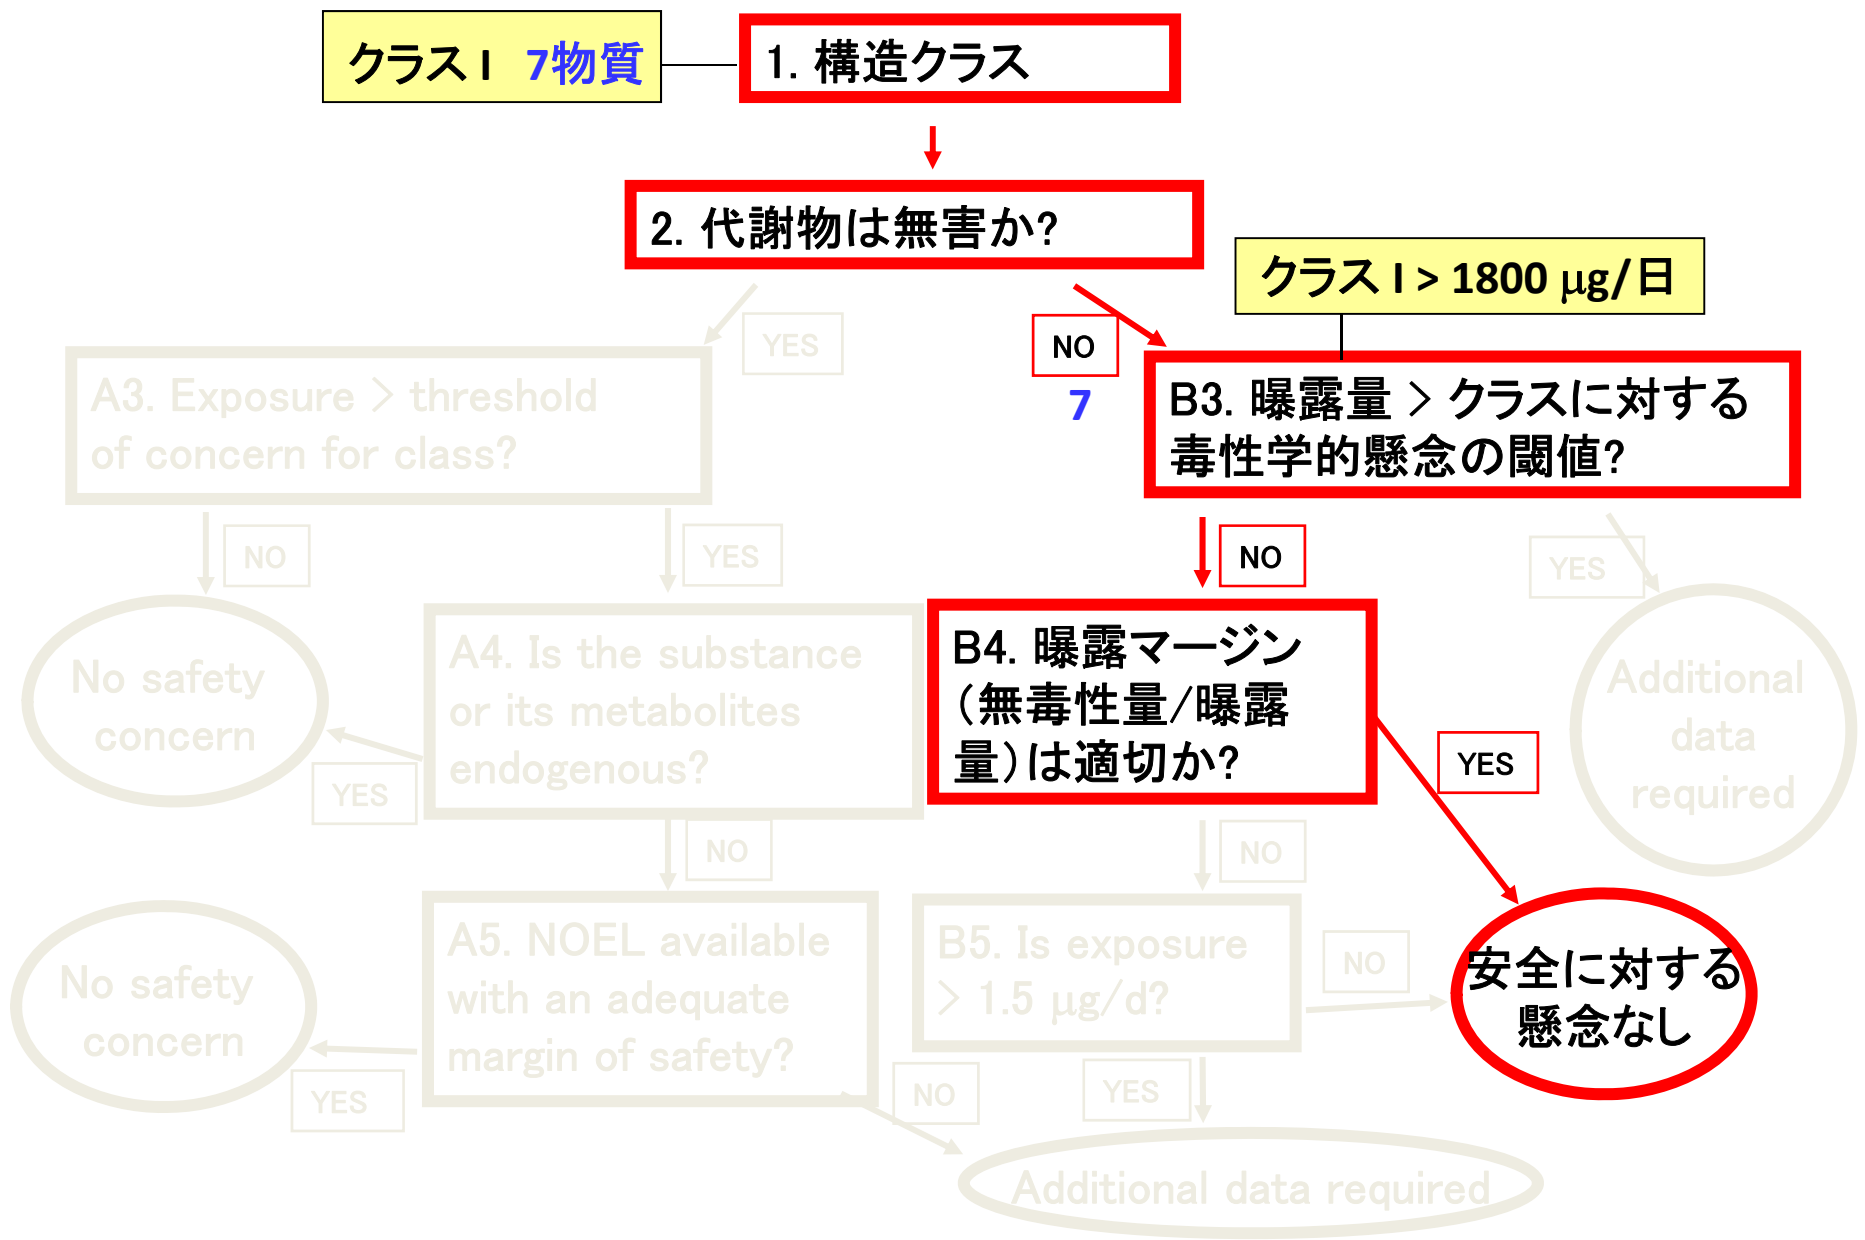 クラス I 7物質
1. 構造クラス
2. 代謝物は無害か?
クラス I > 1800 μg/日
YES
NO
7
A3. Exposure > threshold
of concern for class?
B3. 曝露量 > クラスに対する
毒性学的懸念の閾値?
NO
YES
NO
YES
No safety
concern
A4. Is the substance
or its metabolites
endogenous?
B4. 曝露マージン
（無毒性量/曝露
量）は適切か?
Additional
data
required
YES
YES
NO
NO
No safety
concern
A5. NOEL available
with an adequate
margin of safety?
B5. Is exposure
> 1.5 μg/d?
NO
安全に対する
懸念なし
YES
NO
YES
Additional data required